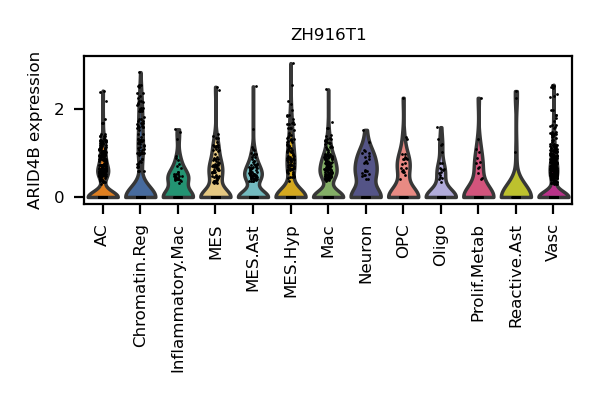 ZH916T1
ARID4B expression
2
0
AC
Chromatin.Reg
Inflammatory.Mac
MES
MES.Ast
MES.Hyp
Mac
Neuron
OPC
Oligo
Prolif.Metab
Reactive.Ast
Vasc